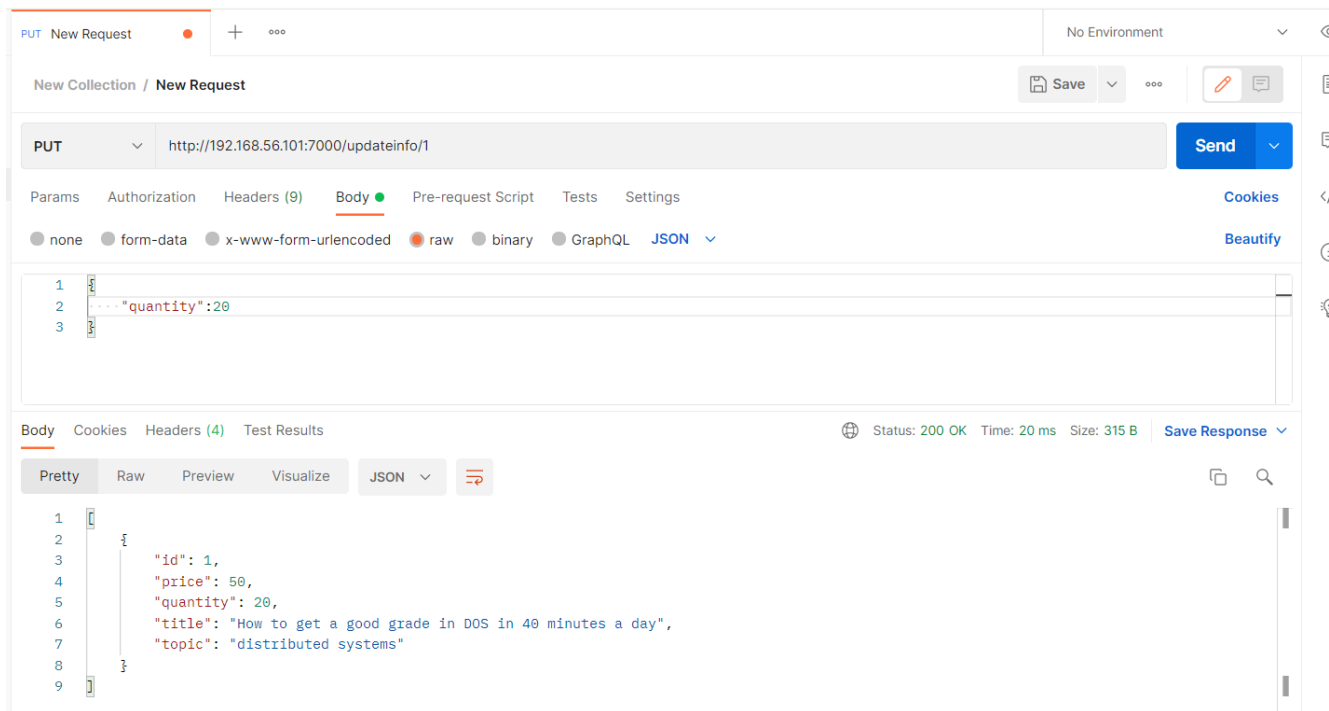 PUT New Request
No Environment
New Collection / New Request
Save
PUT
http://192.168.56.101:7000/updateinfo/1
Send
Params Authorization Headers (9) Body Pre-request Script Tests Settings Cookies
none form-data x-www-form-urlencoded raw binary GraphQL JSON Beautify
1 {
2 "quantity":20
3 }
Body Cookies Headers (4) Test Results Status: 200 OK Time: 20 ms Size: 315 B Save Response
Pretty Raw Preview Visualize JSON
1 [
2 {
3 "id": 1,
4 "price": 50,
5 "quantity": 20,
6 "title": "How to get a good grade in DOS in 40 minutes a day",
7 "topic": "distributed systems"
8 }
9 ]